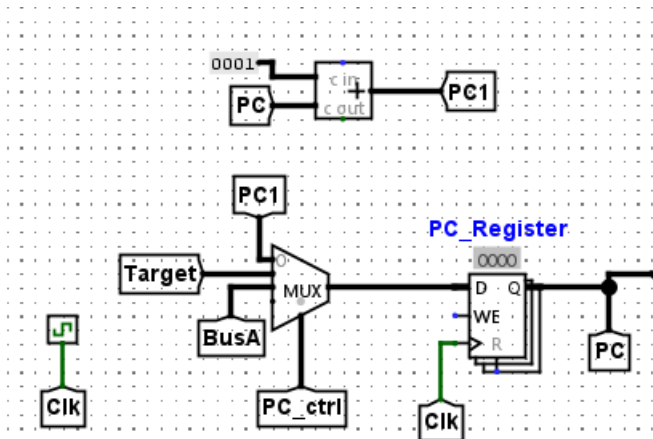 0001
c in
+
PC
c out
PC1
PC1
PC_Register
0
0000
Target
MUX
D
Q
WE
BusA
R
PC
Clk
PC_ctrl
Clk